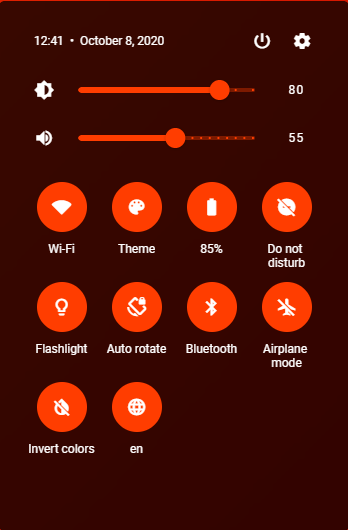 12:41 • October 8, 2020
80
55
Wi-Fi Theme 85% Do not
disturb
Flashlight Auto rotate Bluetooth Airplane
mode
Invert colors en